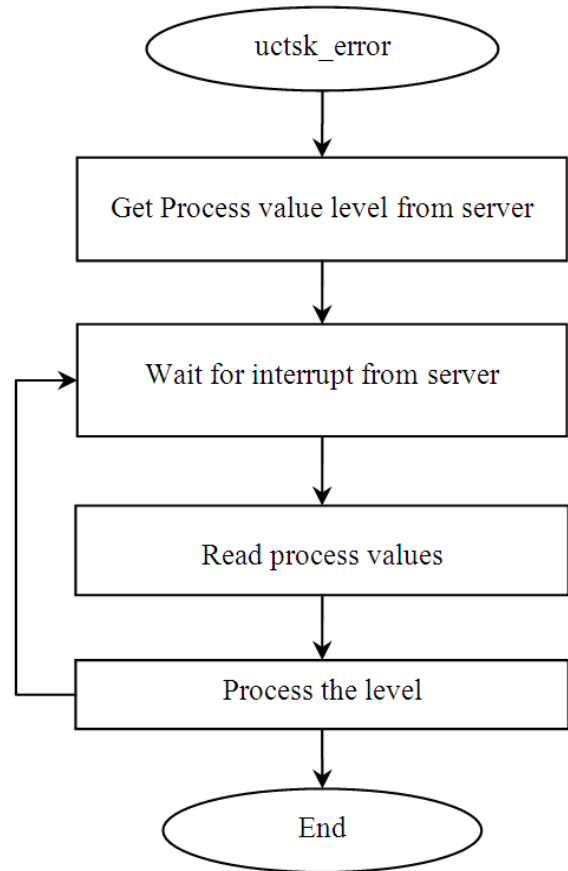 uctsk_error
Get Process value level from server
Wait for interrupt from server
Read process values
Process the level
End